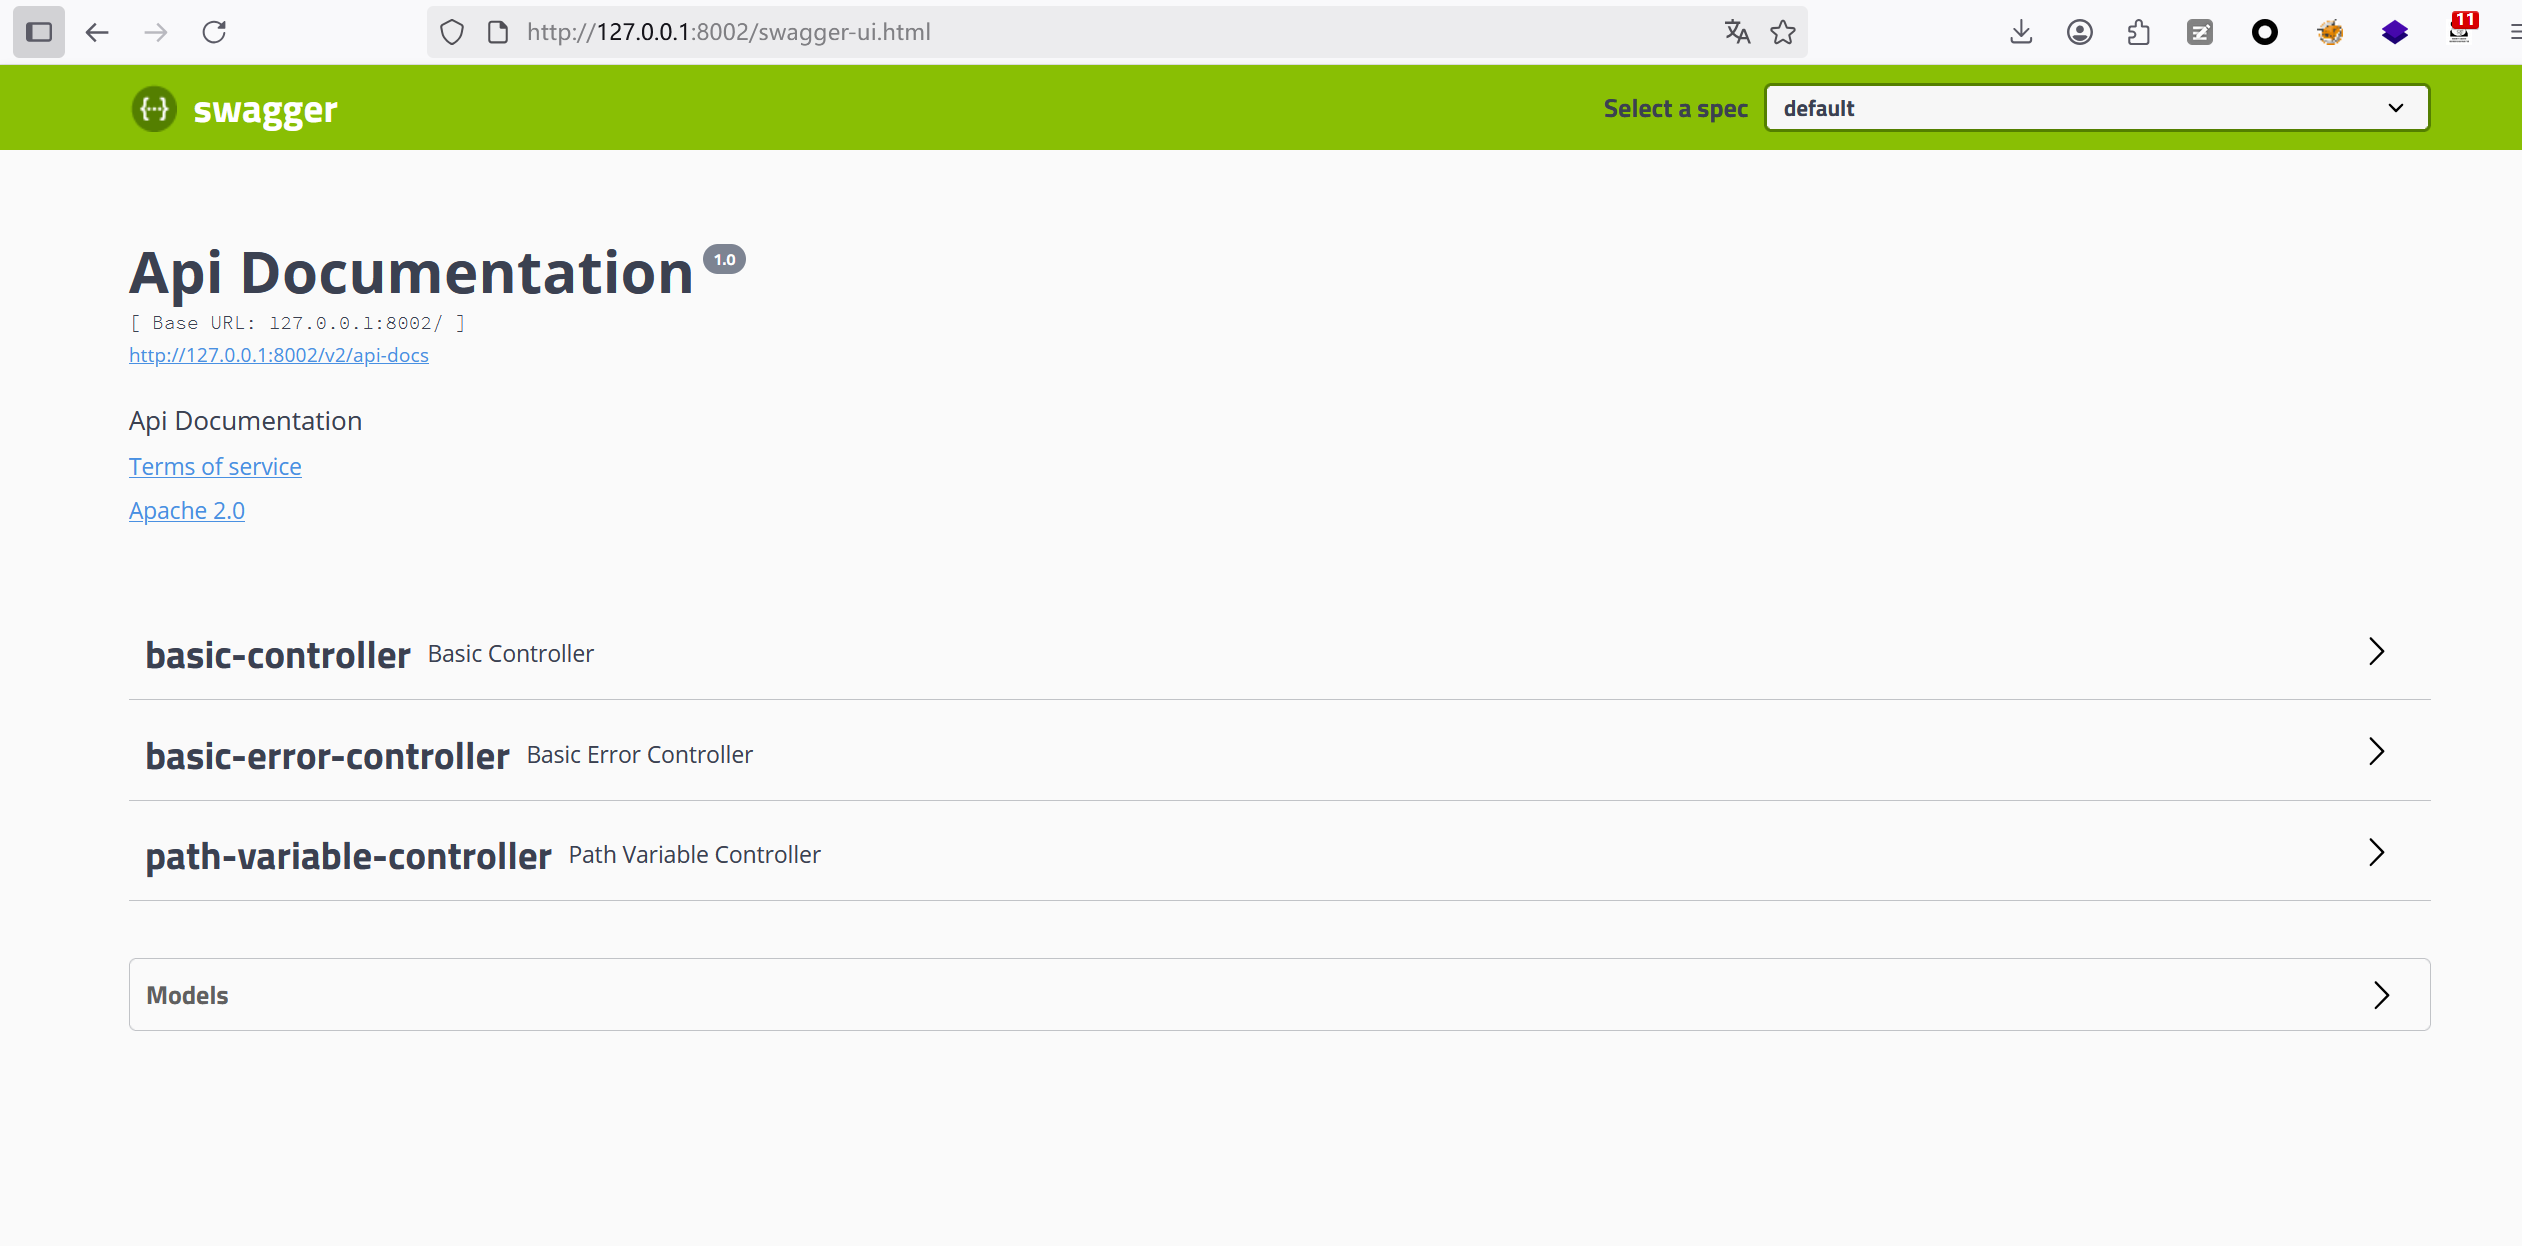 http://127.0.0.1:8002/swagger-ui.html
11
{···} swagger
Select a spec
default
Api Documentation 1.0
[ Base URL: 127.0.0.1:8002/ ]
http://127.0.0.1:8002/v2/api-docs
Api Documentation
Terms of service
Apache 2.0
basic-controller Basic Controller
basic-error-controller Basic Error Controller
path-variable-controller Path Variable Controller
Models